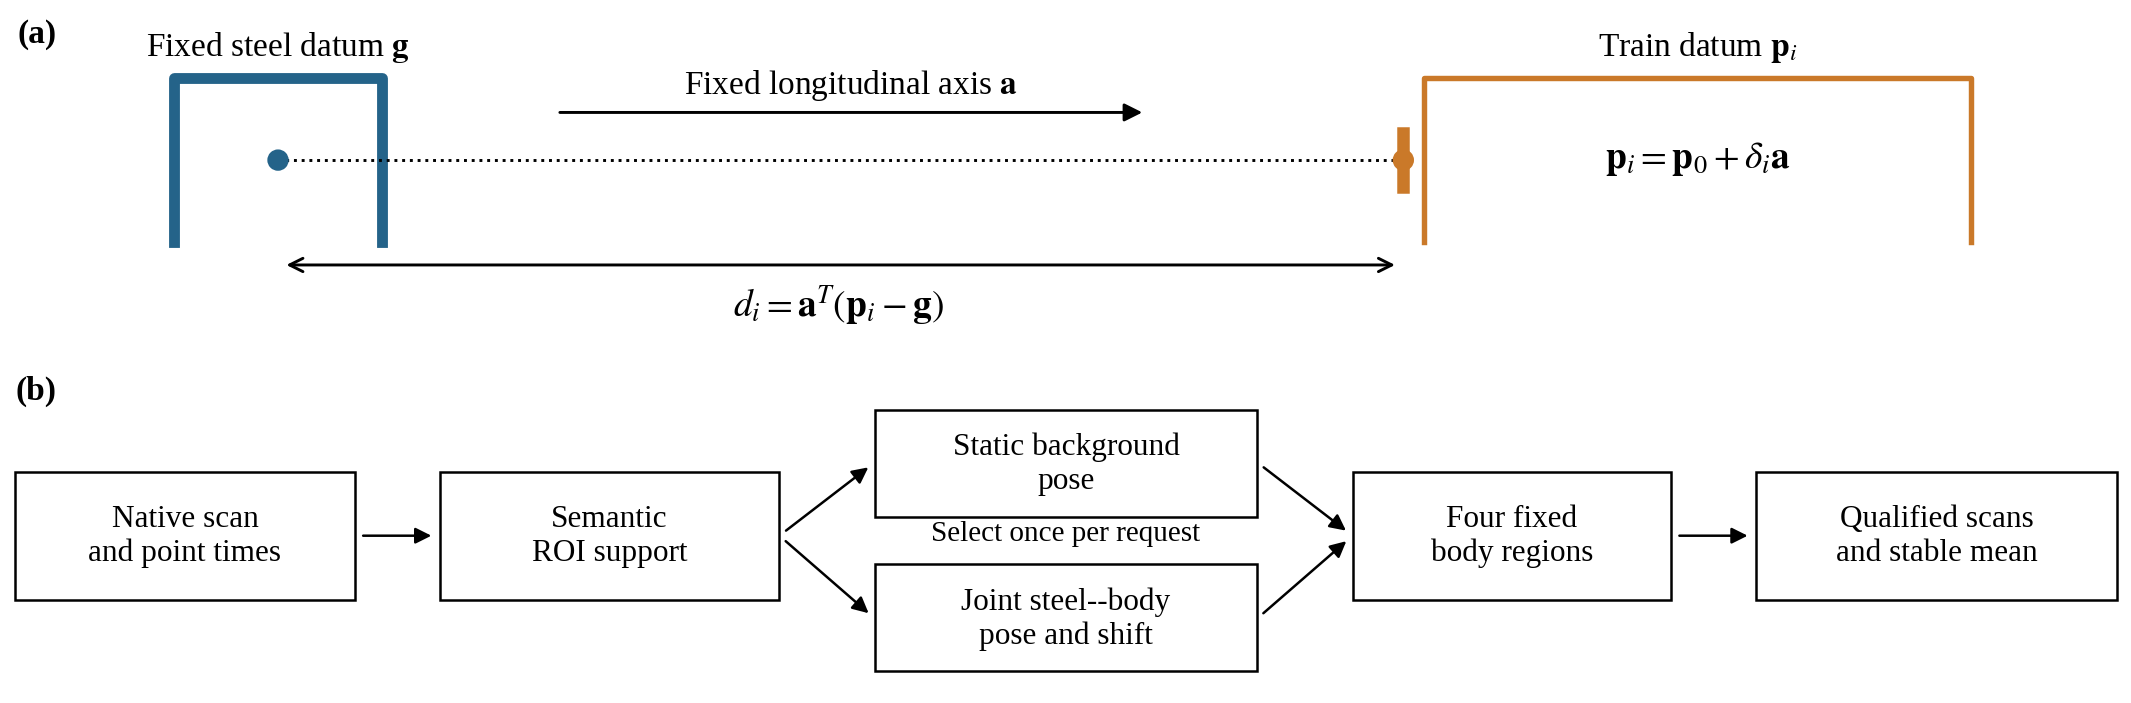 (a)
Fixed steel datum g
Fixed longitudinal axis a
Train datum pᵢ
pᵢ = p₀ + δᵢa
dᵢ = aᵀ(pᵢ − g)
(b)
Native scan
and point times
Semantic
ROI support
Static background
pose
Select once per request
Joint steel--body
pose and shift
Four fixed
body regions
Qualified scans
and stable mean